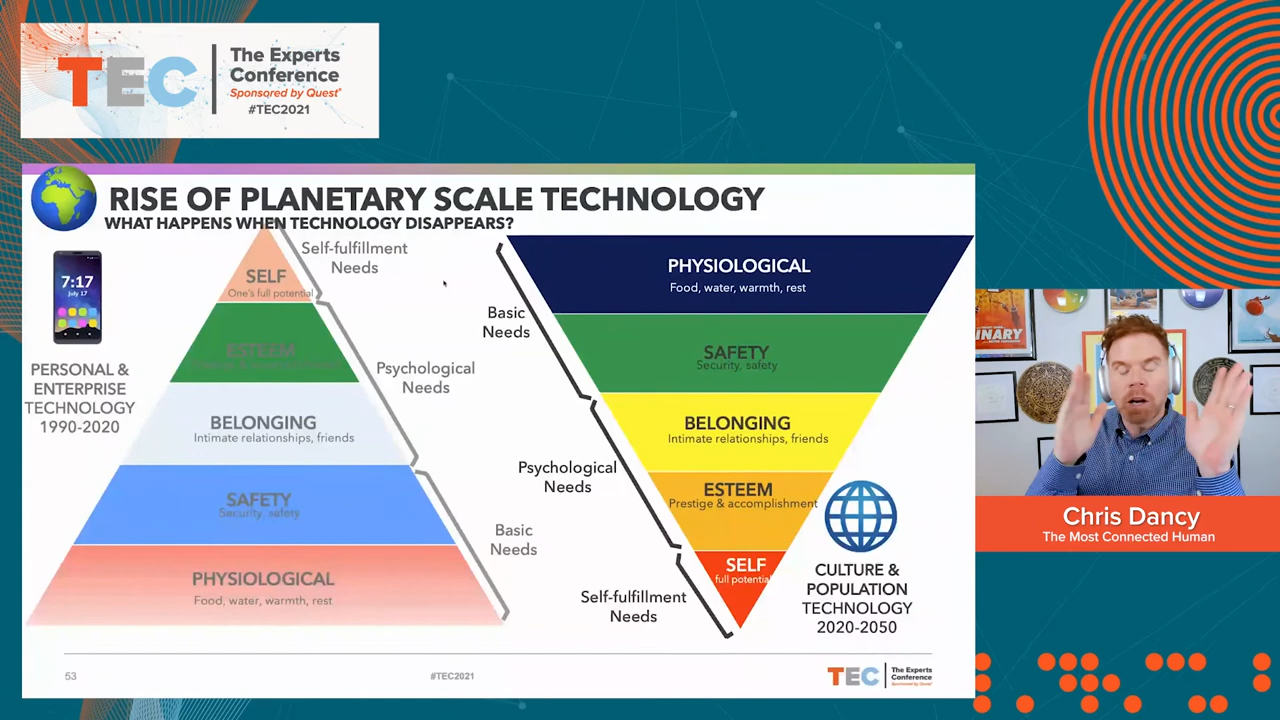 TEC
The Experts
Conference
Sponsored by Quest®
#TEC2021
RISE OF PLANETARY SCALE TECHNOLOGY
WHAT HAPPENS WHEN TECHNOLOGY DISAPPEARS?
7:17
July 17
PERSONAL &
ENTERPRISE
TECHNOLOGY
1990-2020
SELF
One's full potential
ESTEEM
BELONGING
Intimate relationships, friends
SAFETY
Security, safety
PHYSIOLOGICAL
Food, water, warmth, rest
Self-fulfillment
Needs
Psychological
Needs
Basic
Needs
PHYSIOLOGICAL
Food, water, warmth, rest
SAFETY
Security, safety
BELONGING
Intimate relationships, friends
ESTEEM
Prestige & accomplishment
SELF
full potential
Basic
Needs
Psychological
Needs
Self-fulfillment
Needs
CULTURE &
POPULATION
TECHNOLOGY
2020-2050
53
#TEC2021
TEC
The Experts
Conference
Sponsored by Quest®
INARY
Chris Dancy
The Most Connected Human